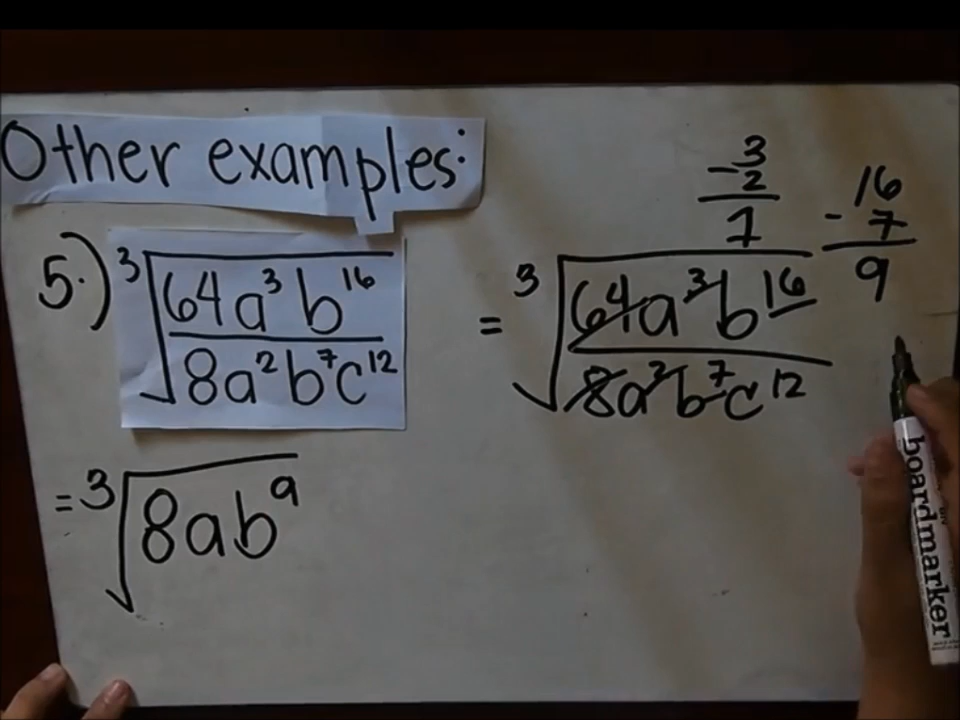 Other examples:
5.) ³√(64a³b¹⁶ / 8a²b⁷c¹²)
= ³√(64a³b¹⁶ / 8a²b⁷c¹²)
3
- 2
1
16
- 7
9
= ³√8ab⁹
boardmarker